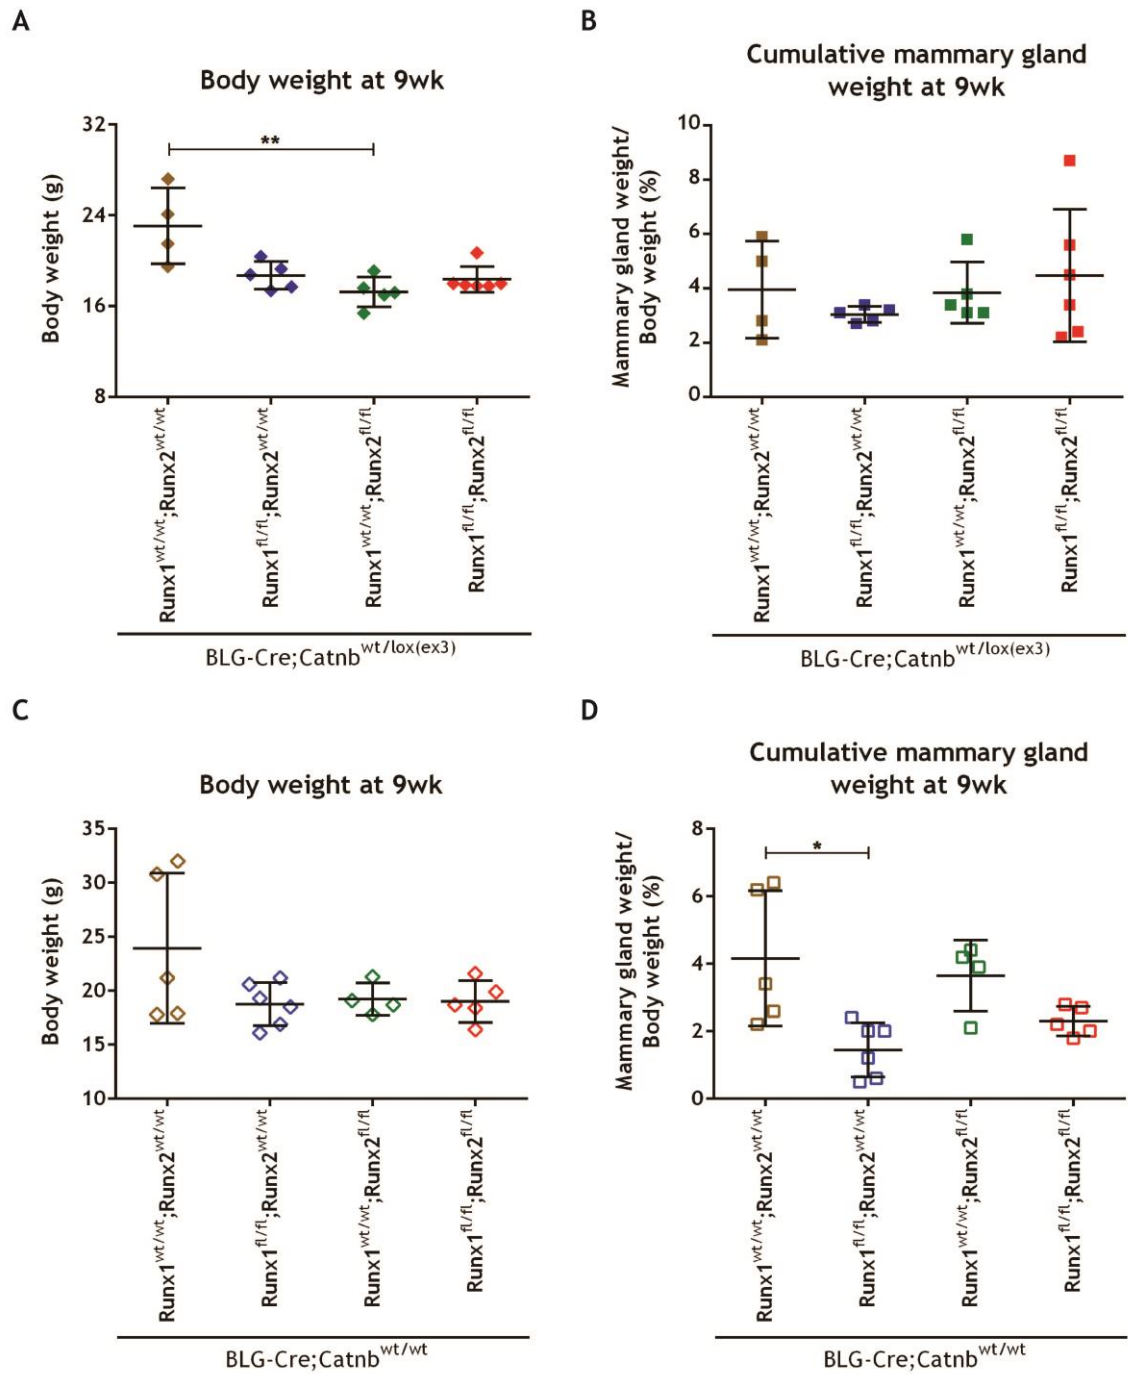 A
Body weight at 9wk
Body weight (g)
32
24
16
8
**
Runx1wt/wt;Runx2wt/wt
Runx1fl/fl;Runx2wt/wt
Runx1wt/wt;Runx2fl/fl
Runx1fl/fl;Runx2fl/fl
BLG-Cre;Catnbwt/lox(ex3)
B
Cumulative mammary gland
weight at 9wk
Mammary gland weight/
Body weight (%)
10
8
6
4
2
0
Runx1wt/wt;Runx2wt/wt
Runx1fl/fl;Runx2wt/wt
Runx1wt/wt;Runx2fl/fl
Runx1fl/fl;Runx2fl/fl
BLG-Cre;Catnbwt/lox(ex3)
C
Body weight at 9wk
Body weight (g)
35
30
25
20
15
10
Runx1wt/wt;Runx2wt/wt
Runx1fl/fl;Runx2wt/wt
Runx1wt/wt;Runx2fl/fl
Runx1fl/fl;Runx2fl/fl
BLG-Cre;Catnbwt/wt
D
Cumulative mammary gland
weight at 9wk
Mammary gland weight/
Body weight (%)
8
6
4
2
0
*
Runx1wt/wt;Runx2wt/wt
Runx1fl/fl;Runx2wt/wt
Runx1wt/wt;Runx2fl/fl
Runx1fl/fl;Runx2fl/fl
BLG-Cre;Catnbwt/wt